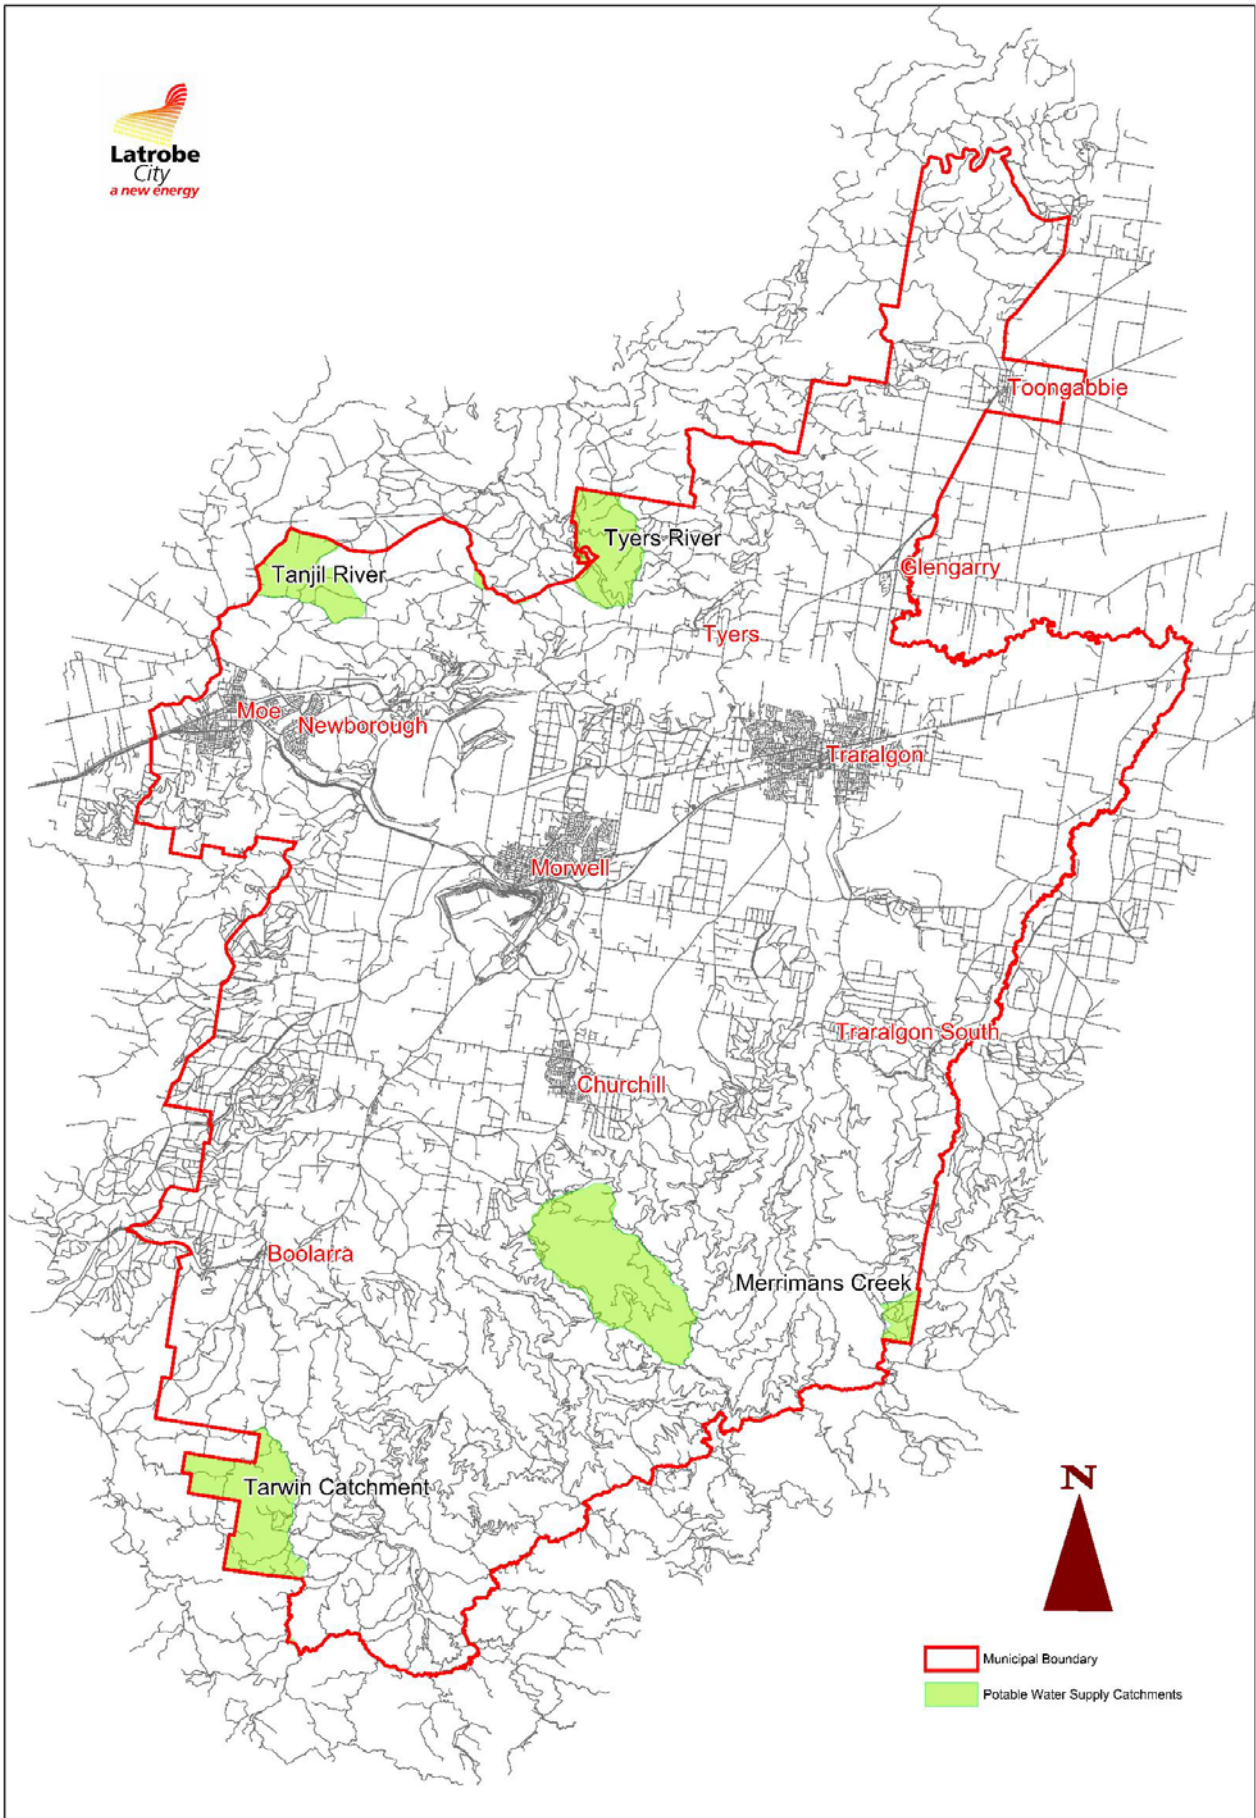 Latrobe
City
a new energy
Toongabbie
Tyers River
Glengarry
Tanjil River
Tyers
Moe
Newborough
Traralgon
Morwell
Traralgon South
Churchill
Boolarra
Merrimans Creek
Tarwin Catchment
N
Municipal Boundary
Potable Water Supply Catchments